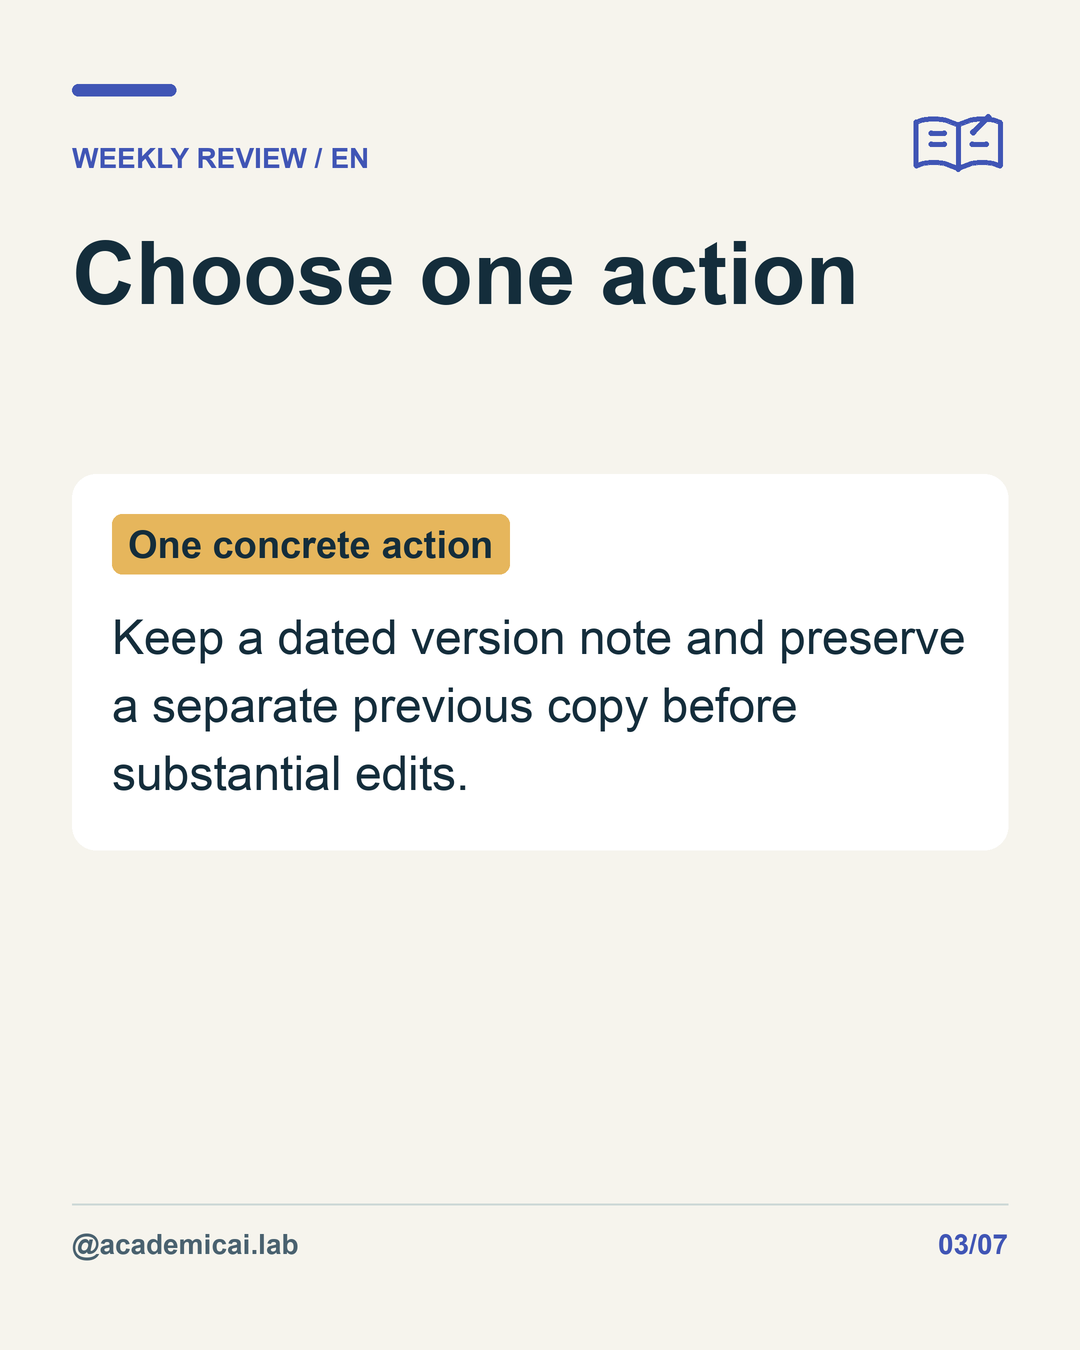 WEEKLY REVIEW / EN
Choose one action
One concrete action
Keep a dated version note and preserve
a separate previous copy before
substantial edits.
@academicai.lab
03/07